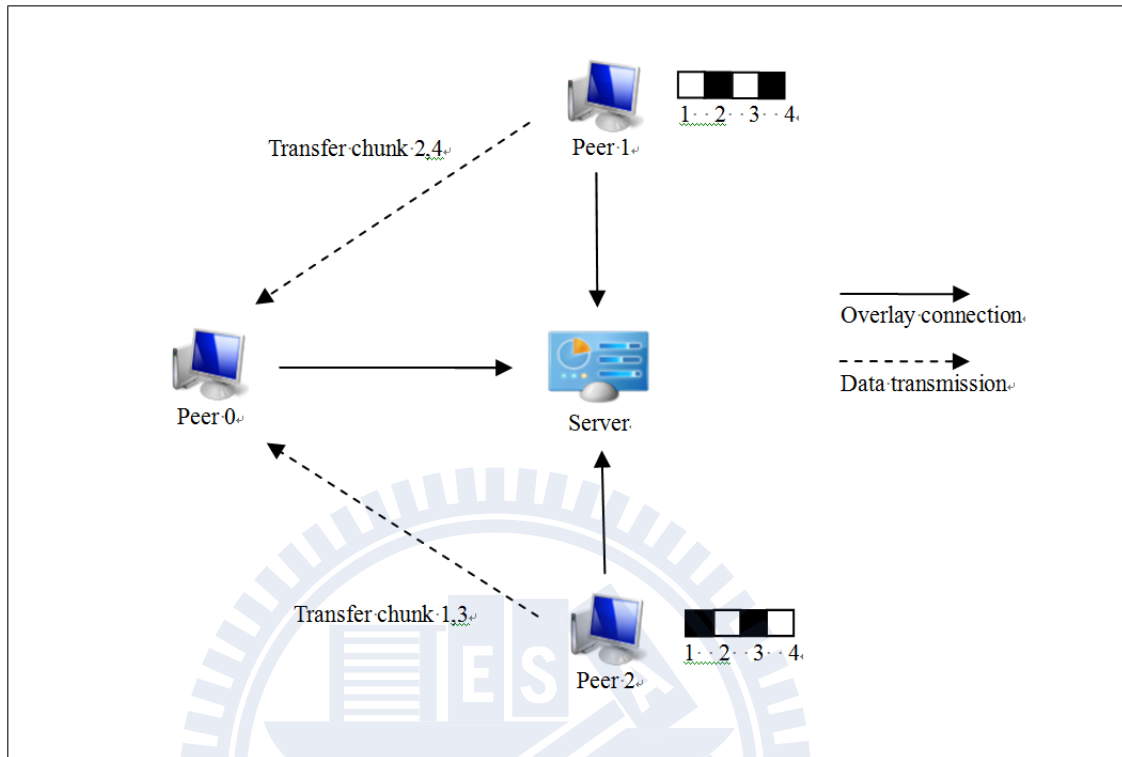 Peer 1
1 2 3 4
Transfer chunk 2,4
Overlay connection
Data transmission
Peer 0
Server
Transfer chunk 1,3
Peer 2
1 2 3 4
ES